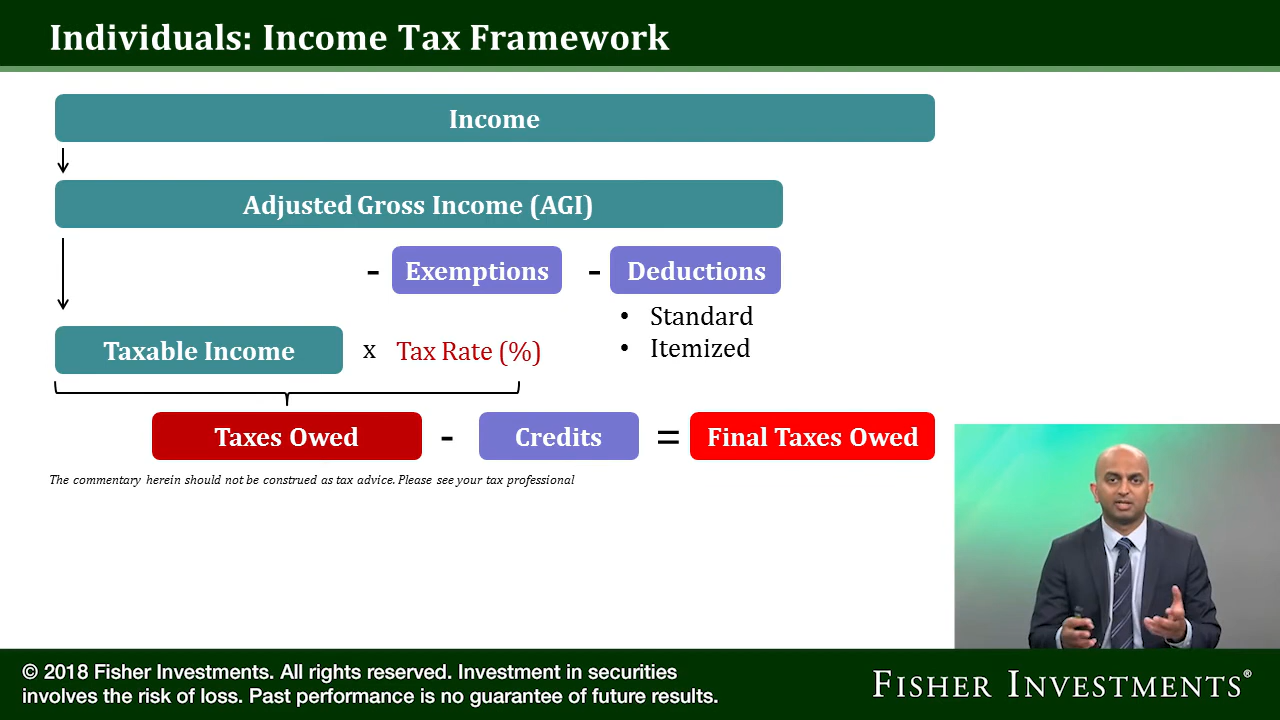 Individuals: Income Tax Framework
Income
Adjusted Gross Income (AGI)
- Exemptions - Deductions
• Standard
• Itemized
Taxable Income x Tax Rate (%)
Taxes Owed - Credits = Final Taxes Owed
The commentary herein should not be construed as tax advice. Please see your tax professional
© 2018 Fisher Investments. All rights reserved. Investment in securities
involves the risk of loss. Past performance is no guarantee of future results.
FISHER INVESTMENTS®